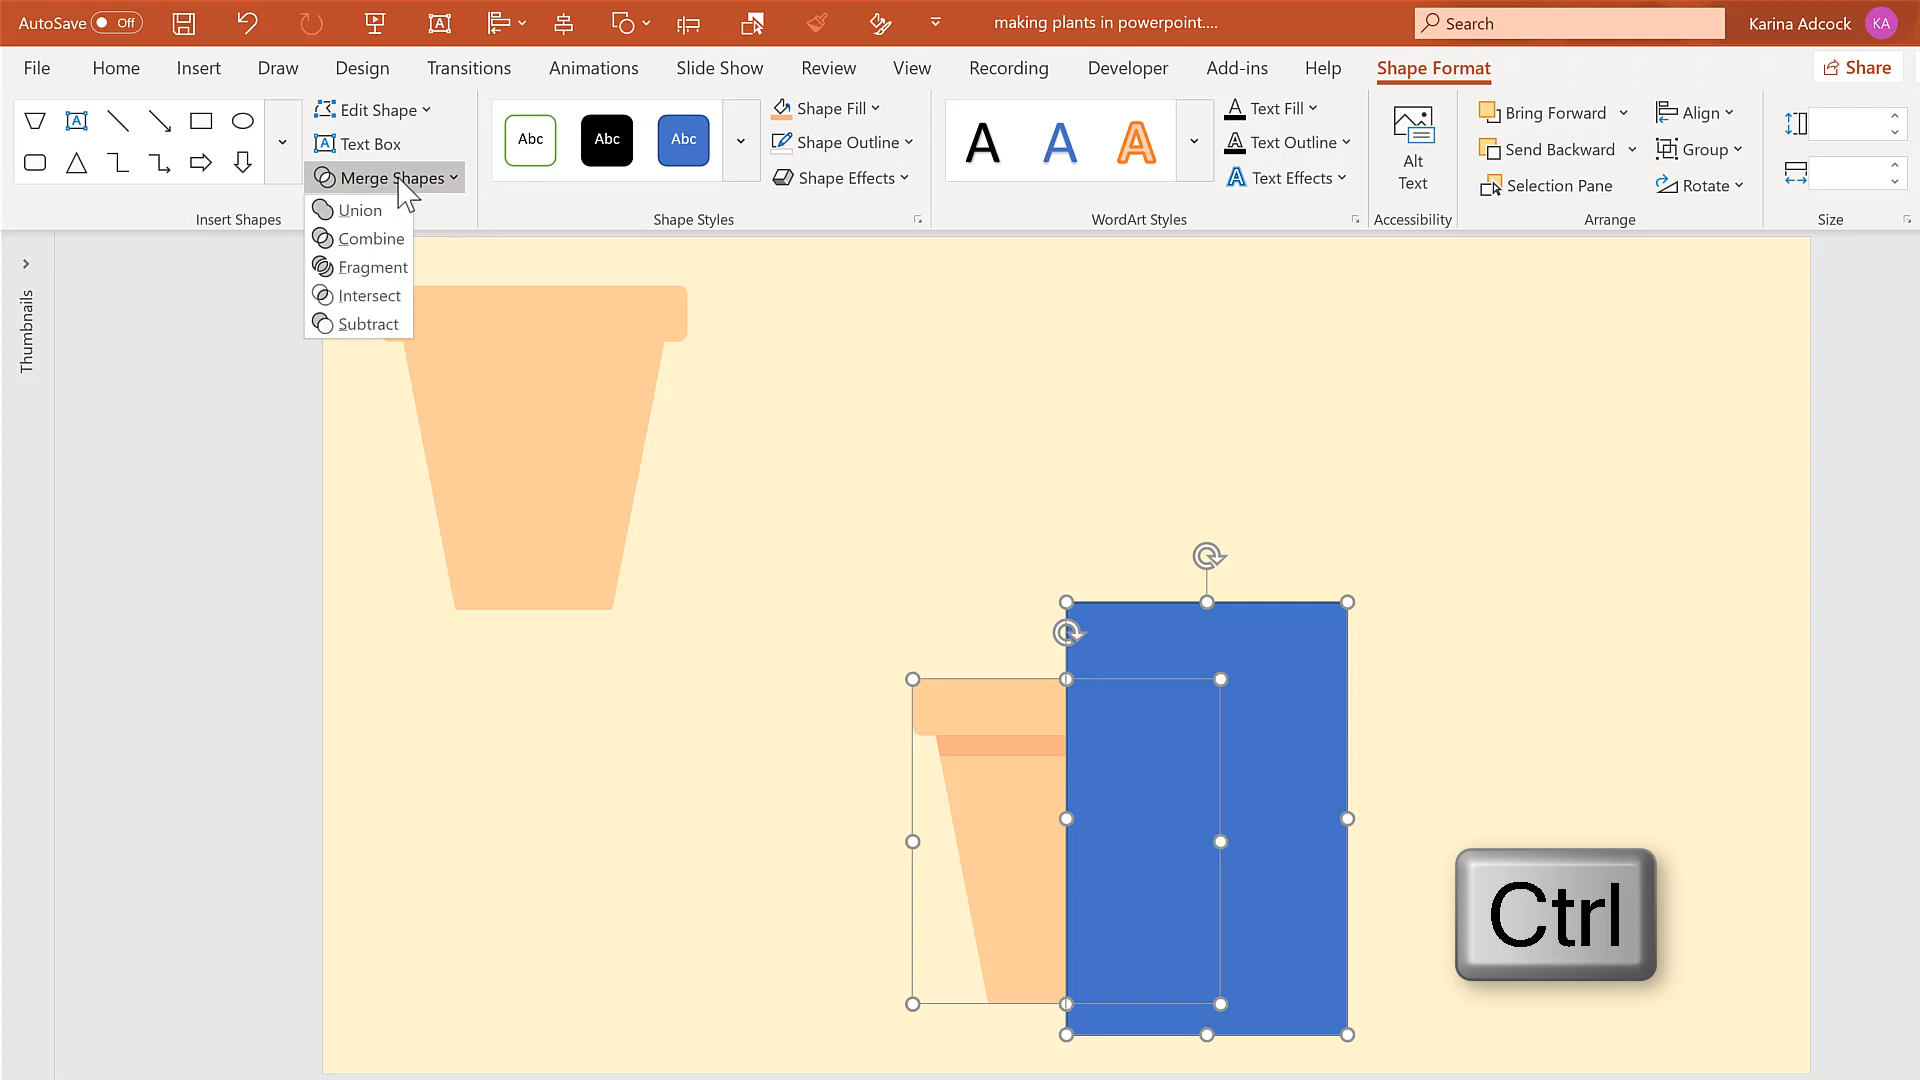 AutoSave Off making plants in powerpoint.... Search Karina Adcock KA
File Home Insert Draw Design Transitions Animations Slide Show Review View Recording Developer Add-ins Help Shape Format Share
Edit Shape
Text Box
Merge Shapes
Insert Shapes
Union
Combine
Fragment
Intersect
Subtract
Abc Abc Abc
Shape Fill
Shape Outline
Shape Effects
Shape Styles
A A A
Text Fill
Text Outline
Text Effects
WordArt Styles
Alt
Text
Accessibility
Bring Forward
Send Backward
Selection Pane
Align
Group
Rotate
Arrange
Size
Thumbnails
Ctrl